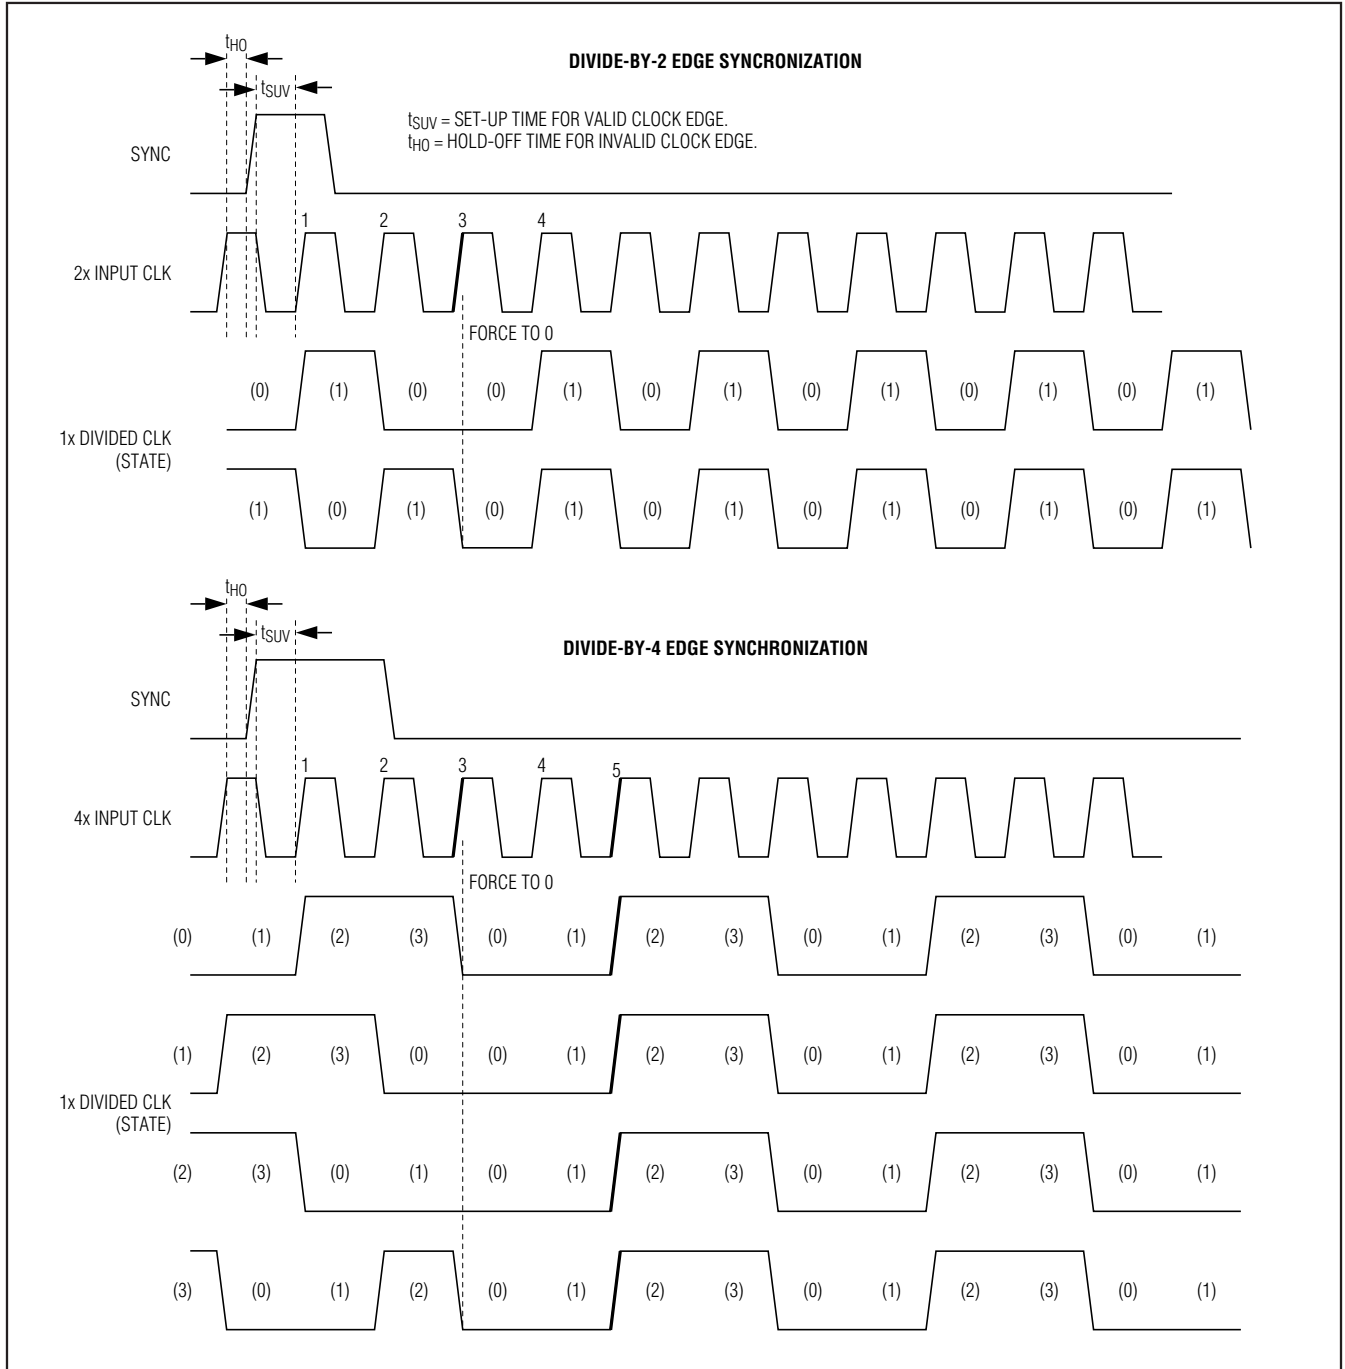 tHO
DIVIDE-BY-2 EDGE SYNCRONIZATION
tSUV
tSUV = SET-UP TIME FOR VALID CLOCK EDGE.
tHO = HOLD-OFF TIME FOR INVALID CLOCK EDGE.
SYNC
1 2 3 4
2x INPUT CLK
FORCE TO 0
(0) (1) (0) (0) (1) (0) (1) (0) (1) (0) (1) (0) (1)
1x DIVIDED CLK
(STATE)
(1) (0) (1) (0) (1) (0) (1) (0) (1) (0) (1) (0) (1)
tHO
tSUV
DIVIDE-BY-4 EDGE SYNCHRONIZATION
SYNC
1 2 3 4 5
4x INPUT CLK
FORCE TO 0
(0) (1) (2) (3) (0) (1) (2) (3) (0) (1) (2) (3) (0) (1)
(1) (2) (3) (0) (0) (1) (2) (3) (0) (1) (2) (3) (0) (1)
1x DIVIDED CLK
(STATE)
(2) (3) (0) (1) (0) (1) (2) (3) (0) (1) (2) (3) (0) (1)
(3) (0) (1) (2) (0) (1) (2) (3) (0) (1) (2) (3) (0) (1)